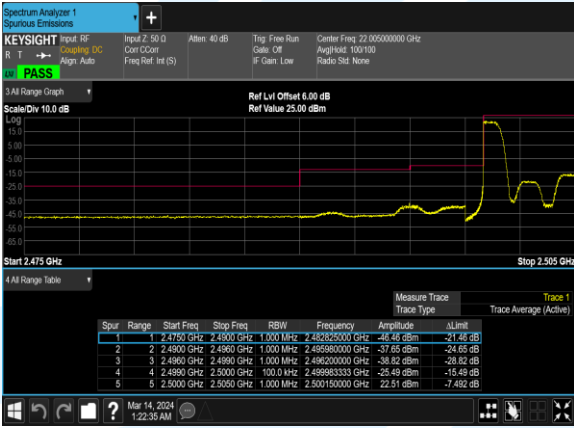 Spectrum Analyzer 1
Spurious Emissions
+
KEYSIGHT Input: RF Input Z: 50 Ω Atten: 40 dB Trig: Free Run Center Freq: 22.005000000 GHz
R T Coupling: DC Corr CCorr Gate: Off Avg|Hold: 100/100
Align: Auto Freq Ref: Int (S) IF Gain: Low Radio Std: None
LW PASS
3 All Range Graph
Ref Lvl Offset 6.00 dB
Scale/Div 10.0 dB Ref Value 25.00 dBm
Log
15.0
5.00
-5.00
-15.0
-25.0
-35.0
-45.0
-55.0
-65.0
Start 2.475 GHz Stop 2.505 GHz
4 All Range Table
Measure Trace Trace 1
Trace Type Trace Average (Active)
Spur Range Start Freq Stop Freq RBW Frequency Amplitude ΔLimit
1 1 2.4750 GHz 2.4900 GHz 1.000 MHz 2.482825000 GHz -46.46 dBm -21.46 dB
2 2 2.4900 GHz 2.4960 GHz 1.000 MHz 2.495980000 GHz -37.65 dBm -24.65 dB
3 3 2.4960 GHz 2.4990 GHz 1.000 MHz 2.496200000 GHz -38.82 dBm -28.82 dB
4 4 2.4990 GHz 2.5000 GHz 100.0 kHz 2.499983333 GHz -25.49 dBm -15.49 dB
5 5 2.5000 GHz 2.5050 GHz 1.000 MHz 2.500150000 GHz 22.51 dBm -7.492 dB
? Mar 14, 2024
1:22:35 AM